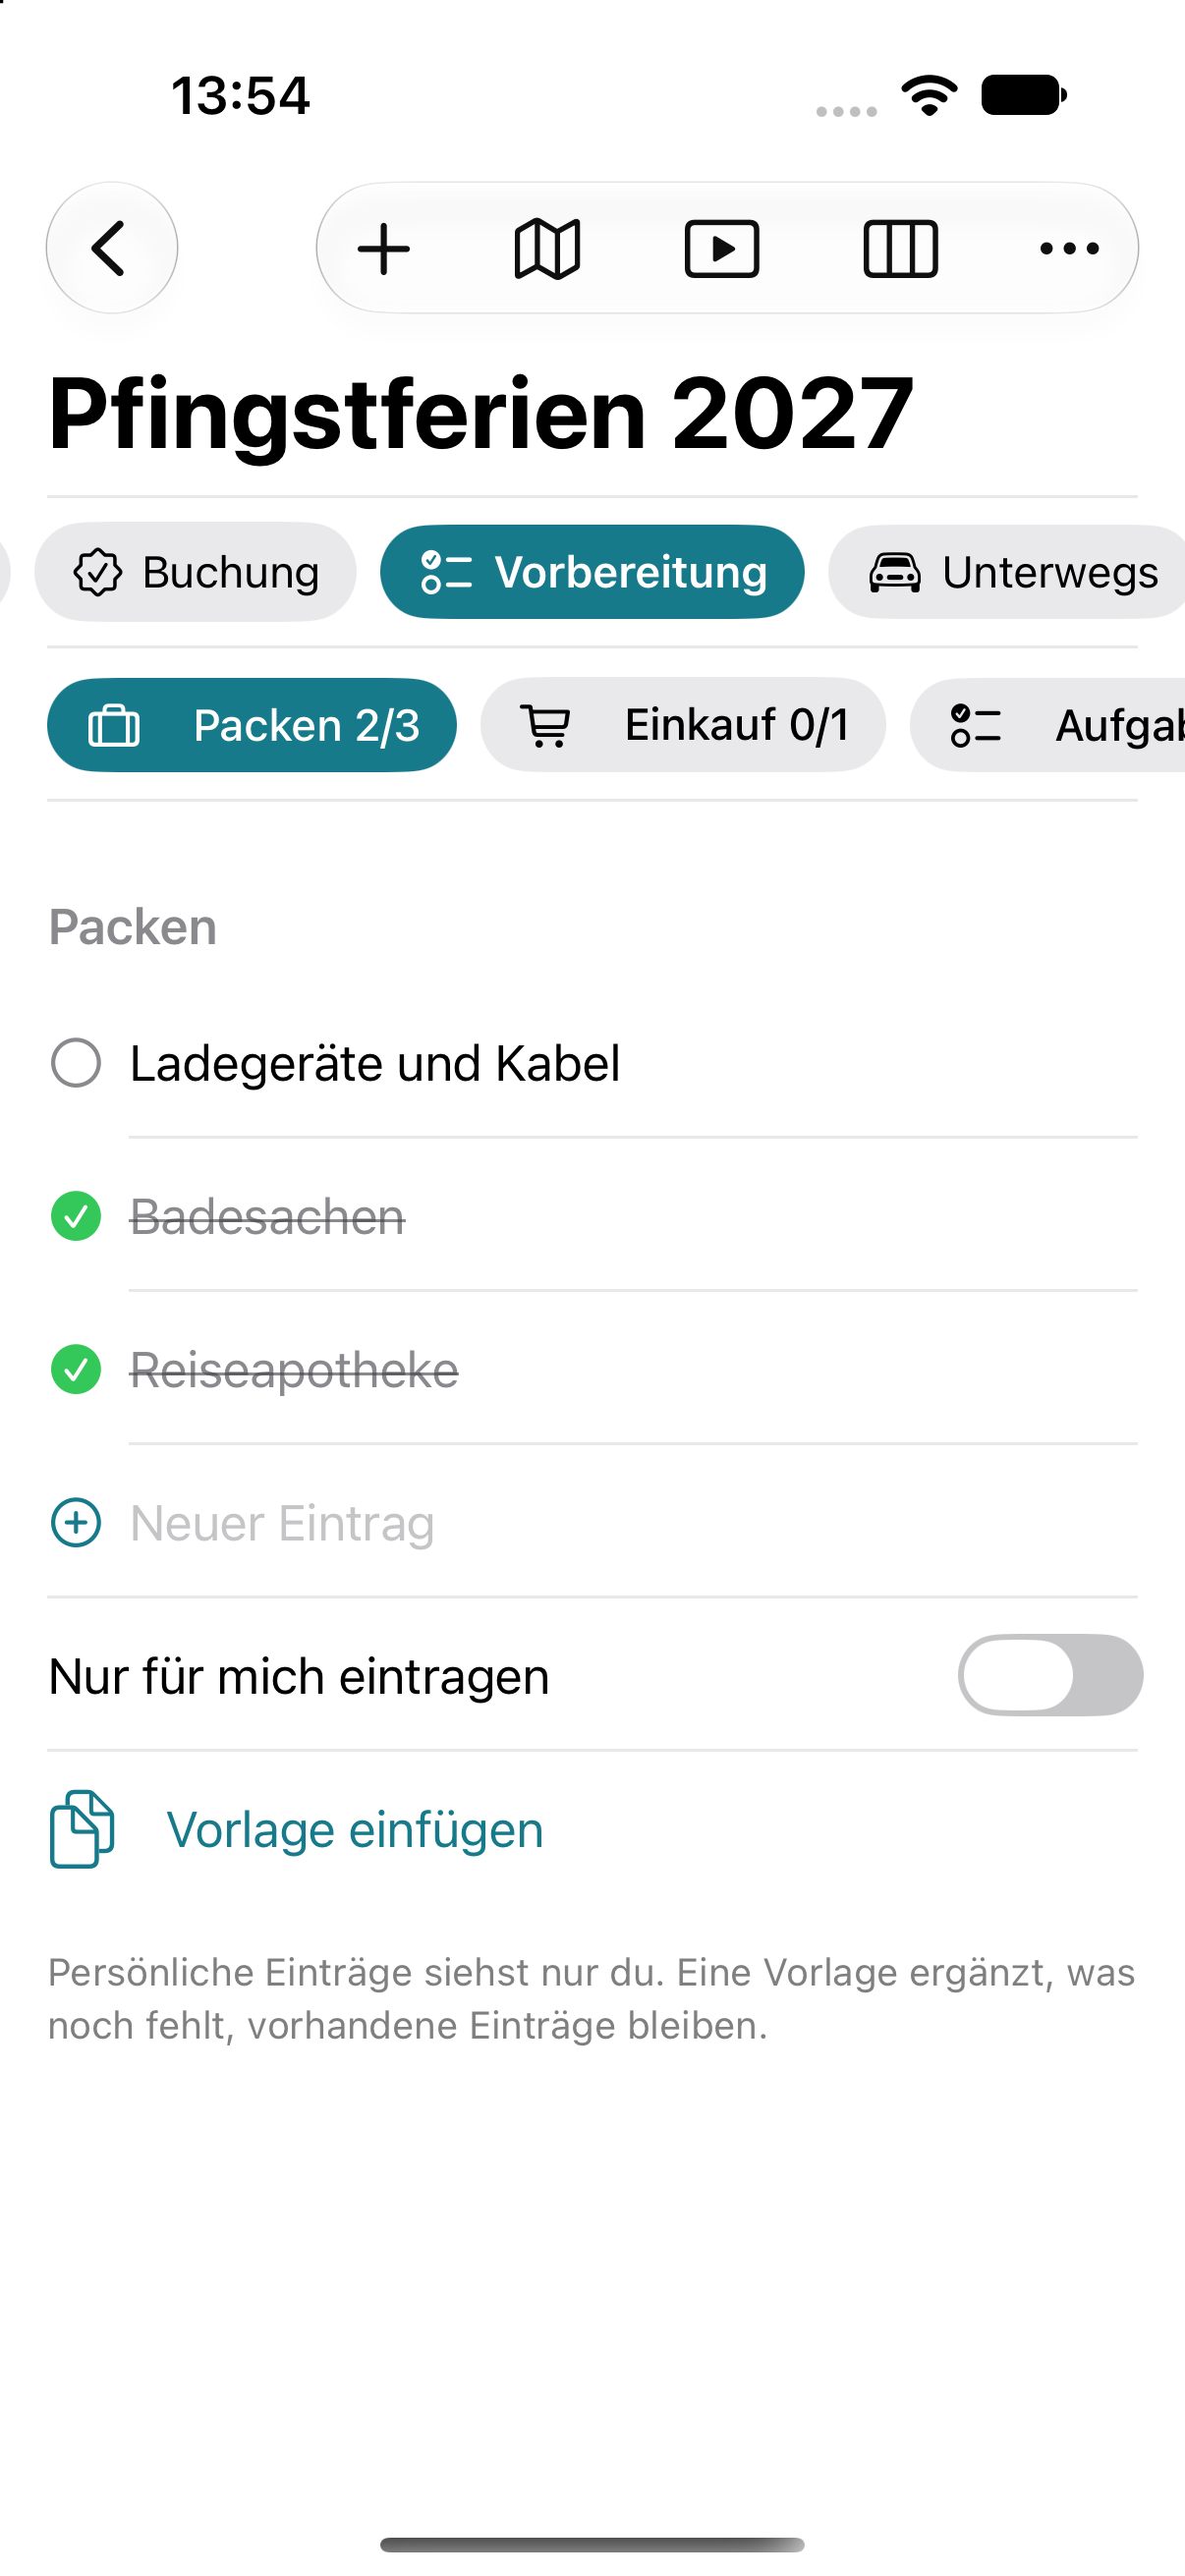 13:54
Pfingstferien 2027
Buchung
Vorbereitung
Unterwegs
Packen 2/3
Einkauf 0/1
Packen
Ladegeräte und Kabel
Badesachen
Reiseapotheke
Neuer Eintrag
Nur für mich eintragen
Vorlage einfügen
Persönliche Einträge siehst nur du. Eine Vorlage ergänzt, was
noch fehlt, vorhandene Einträge bleiben.